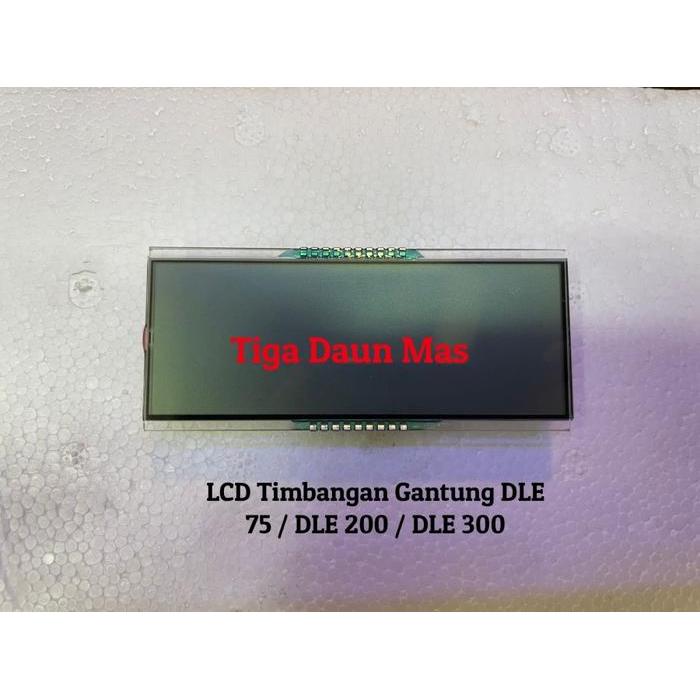 Tiga Daun Mas
LCD Timbangan Gantung DLE
75 / DLE 200 / DLE 300